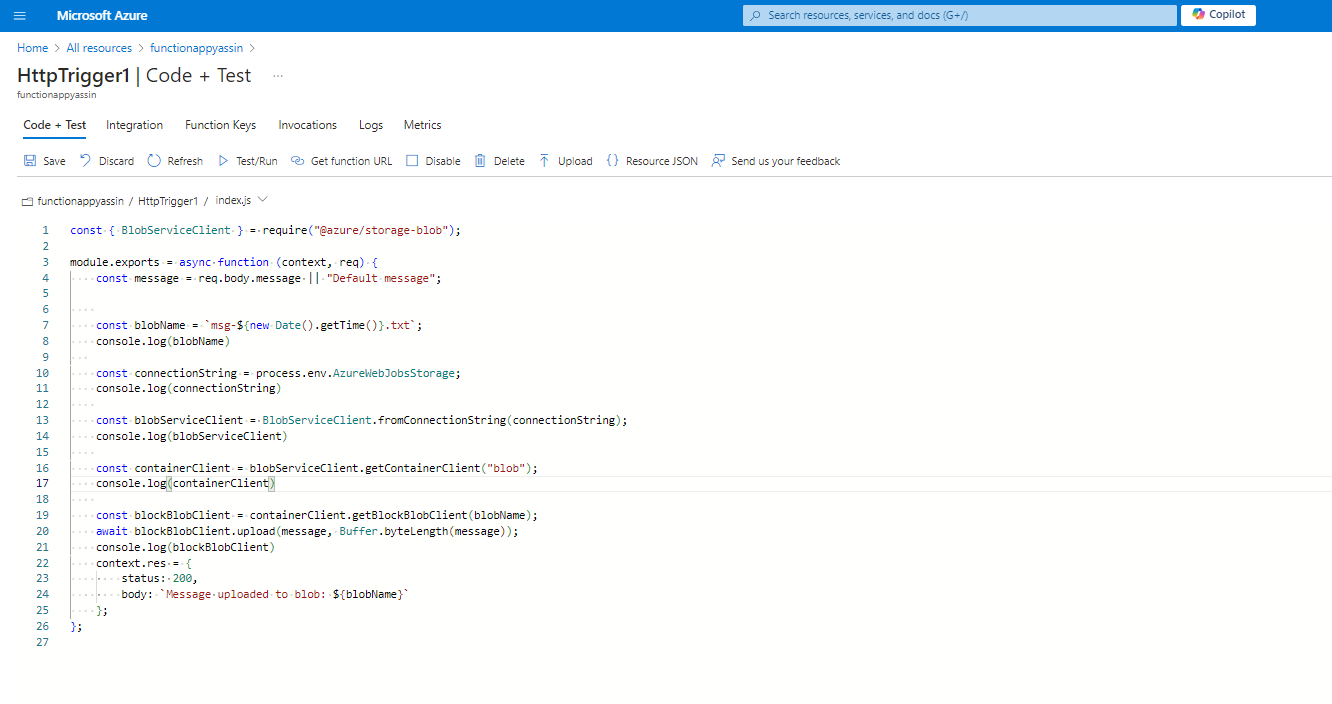 Microsoft Azure
Search resources, services, and docs (G+/)
Copilot
Home > All resources > functionappyassin >
HttpTrigger1 | Code + Test ...
functionappyassin
Code + Test Integration Function Keys Invocations Logs Metrics
Save Discard Refresh Test/Run Get function URL Disable Delete Upload Resource JSON Send us your feedback
functionappyassin / HttpTrigger1 / index.js
1 const { BlobServiceClient } = require("@azure/storage-blob");
2
3 module.exports = async function (context, req) {
4     const message = req.body.message || "Default message";
5
6
7     const blobName = `msg-${new Date().getTime()}.txt`;
8     console.log(blobName)
9
10     const connectionString = process.env.AzureWebJobsStorage;
11     console.log(connectionString)
12
13     const blobServiceClient = BlobServiceClient.fromConnectionString(connectionString);
14     console.log(blobServiceClient)
15
16     const containerClient = blobServiceClient.getContainerClient("blob");
17     console.log(containerClient)
18
19     const blockBlobClient = containerClient.getBlockBlobClient(blobName);
20     await blockBlobClient.upload(message, Buffer.byteLength(message));
21     console.log(blockBlobClient)
22     context.res = {
23         status: 200,
24         body: `Message uploaded to blob: ${blobName}`
25     };
26 };
27